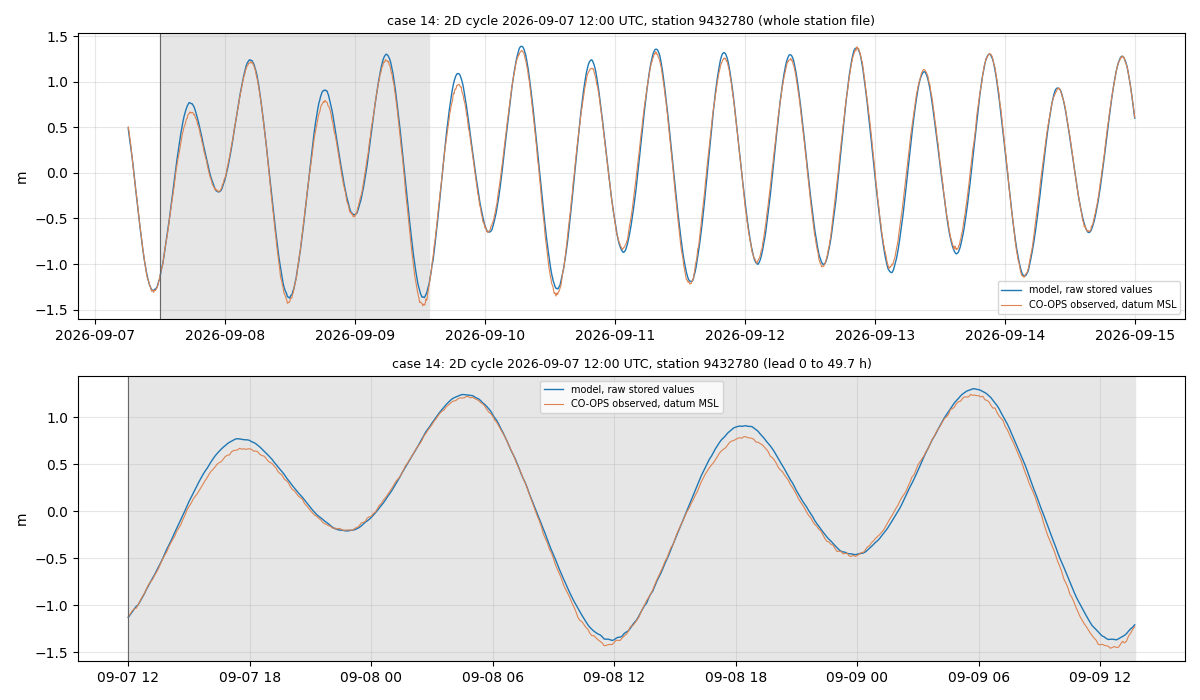 case 14: 2D cycle 2026-09-07 12:00 UTC, station 9432780 (whole station file)
1.5
1.0
0.5
0.0
−0.5
−1.0
−1.5
m
model, raw stored values
CO-OPS observed, datum MSL
2026-09-07 2026-09-08 2026-09-09 2026-09-10 2026-09-11 2026-09-12 2026-09-13 2026-09-14 2026-09-15
case 14: 2D cycle 2026-09-07 12:00 UTC, station 9432780 (lead 0 to 49.7 h)
model, raw stored values
CO-OPS observed, datum MSL
1.0
0.5
0.0
−0.5
−1.0
−1.5
m
09-07 12 09-07 18 09-08 00 09-08 06 09-08 12 09-08 18 09-09 00 09-09 06 09-09 12